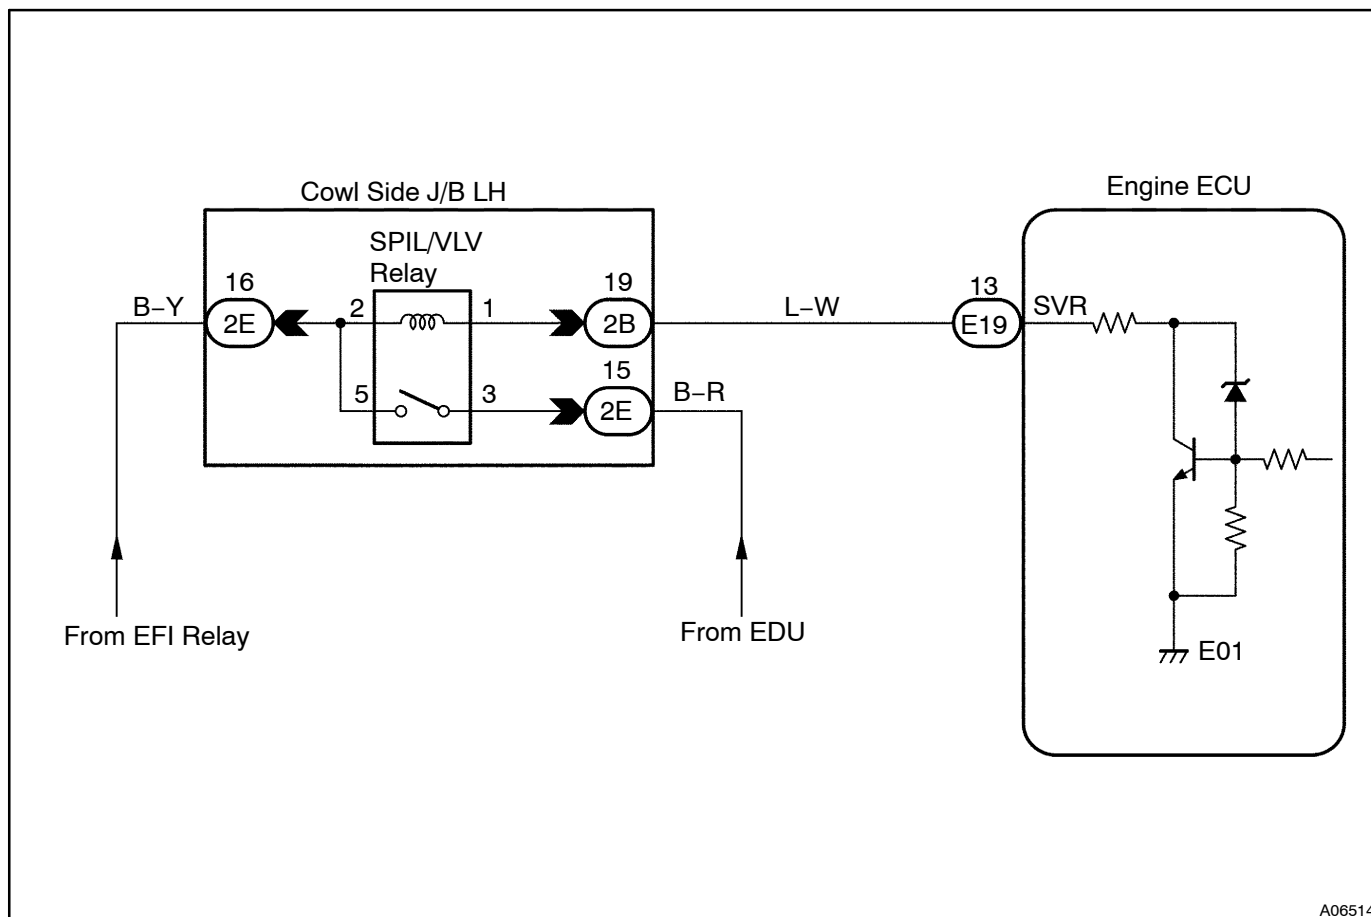 Cowl Side J/B LH
Engine ECU
SPIL/VLV
Relay
16
2
1
19
13
B–Y
2E
2B
L–W
E19
SVR
15
5
3
2E
B–R
From EFI Relay
From EDU
E01
A06514